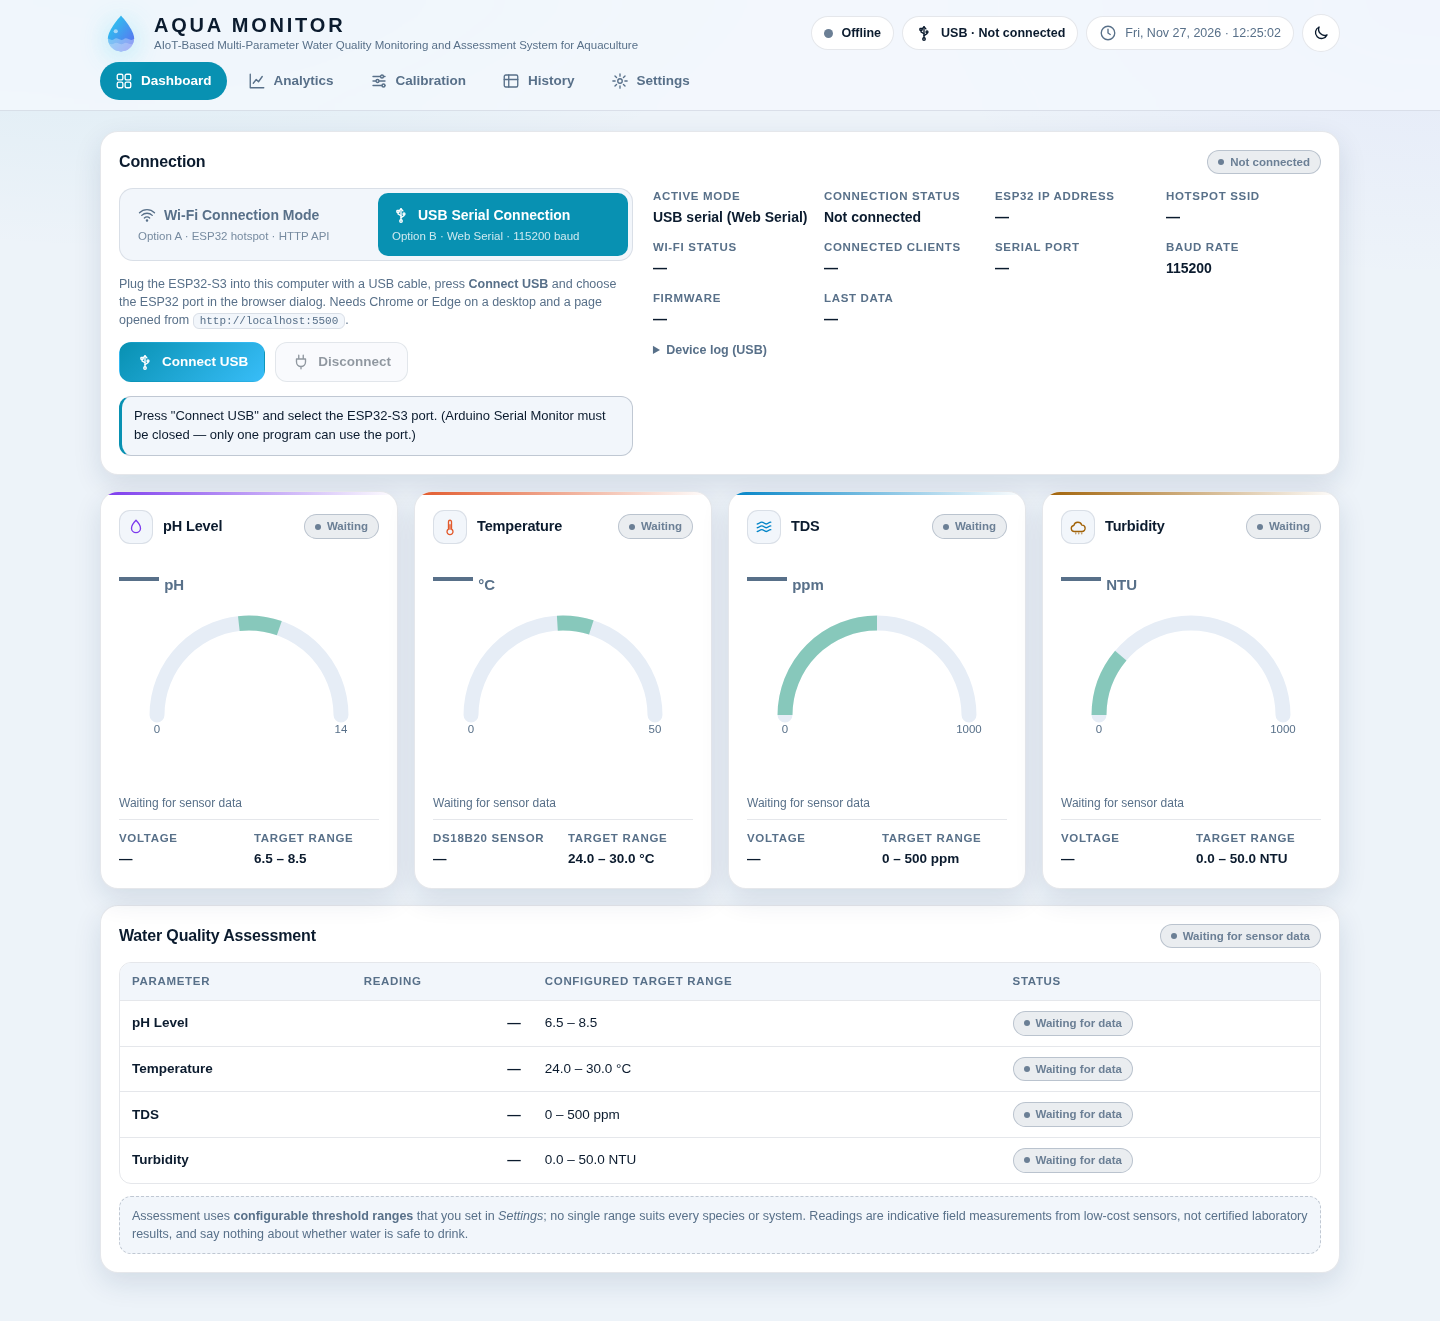 AQUA MONITOR
AIoT-Based Multi-Parameter Water Quality Monitoring and Assessment System for Aquaculture
Offline
USB · Not connected
Fri, Nov 27, 2026 · 12:25:02
Dashboard
Analytics
Calibration
History
Settings
Connection
Not connected
Wi-Fi Connection Mode
Option A · ESP32 hotspot · HTTP API
USB Serial Connection
Option B · Web Serial · 115200 baud
Plug the ESP32-S3 into this computer with a USB cable, press Connect USB and choose
the ESP32 port in the browser dialog. Needs Chrome or Edge on a desktop and a page
opened from http://localhost:5500.
Connect USB
Disconnect
Press "Connect USB" and select the ESP32-S3 port. (Arduino Serial Monitor must
be closed — only one program can use the port.)
ACTIVE MODE
USB serial (Web Serial)
CONNECTION STATUS
Not connected
ESP32 IP ADDRESS
—
HOTSPOT SSID
—
WI-FI STATUS
—
CONNECTED CLIENTS
—
SERIAL PORT
—
BAUD RATE
115200
FIRMWARE
—
LAST DATA
—
Device log (USB)
pH Level
Waiting
— pH
0
14
Waiting for sensor data
VOLTAGE
—
TARGET RANGE
6.5 – 8.5
Temperature
Waiting
— °C
0
50
Waiting for sensor data
DS18B20 SENSOR
—
TARGET RANGE
24.0 – 30.0 °C
TDS
Waiting
— ppm
0
1000
Waiting for sensor data
VOLTAGE
—
TARGET RANGE
0 – 500 ppm
Turbidity
Waiting
— NTU
0
1000
Waiting for sensor data
VOLTAGE
—
TARGET RANGE
0.0 – 50.0 NTU
Water Quality Assessment
Waiting for sensor data
PARAMETER READING CONFIGURED TARGET RANGE STATUS
pH Level — 6.5 – 8.5 Waiting for data
Temperature — 24.0 – 30.0 °C Waiting for data
TDS — 0 – 500 ppm Waiting for data
Turbidity — 0.0 – 50.0 NTU Waiting for data
Assessment uses configurable threshold ranges that you set in Settings; no single range suits every species or system. Readings are indicative field measurements from low-cost sensors, not certified laboratory
results, and say nothing about whether water is safe to drink.